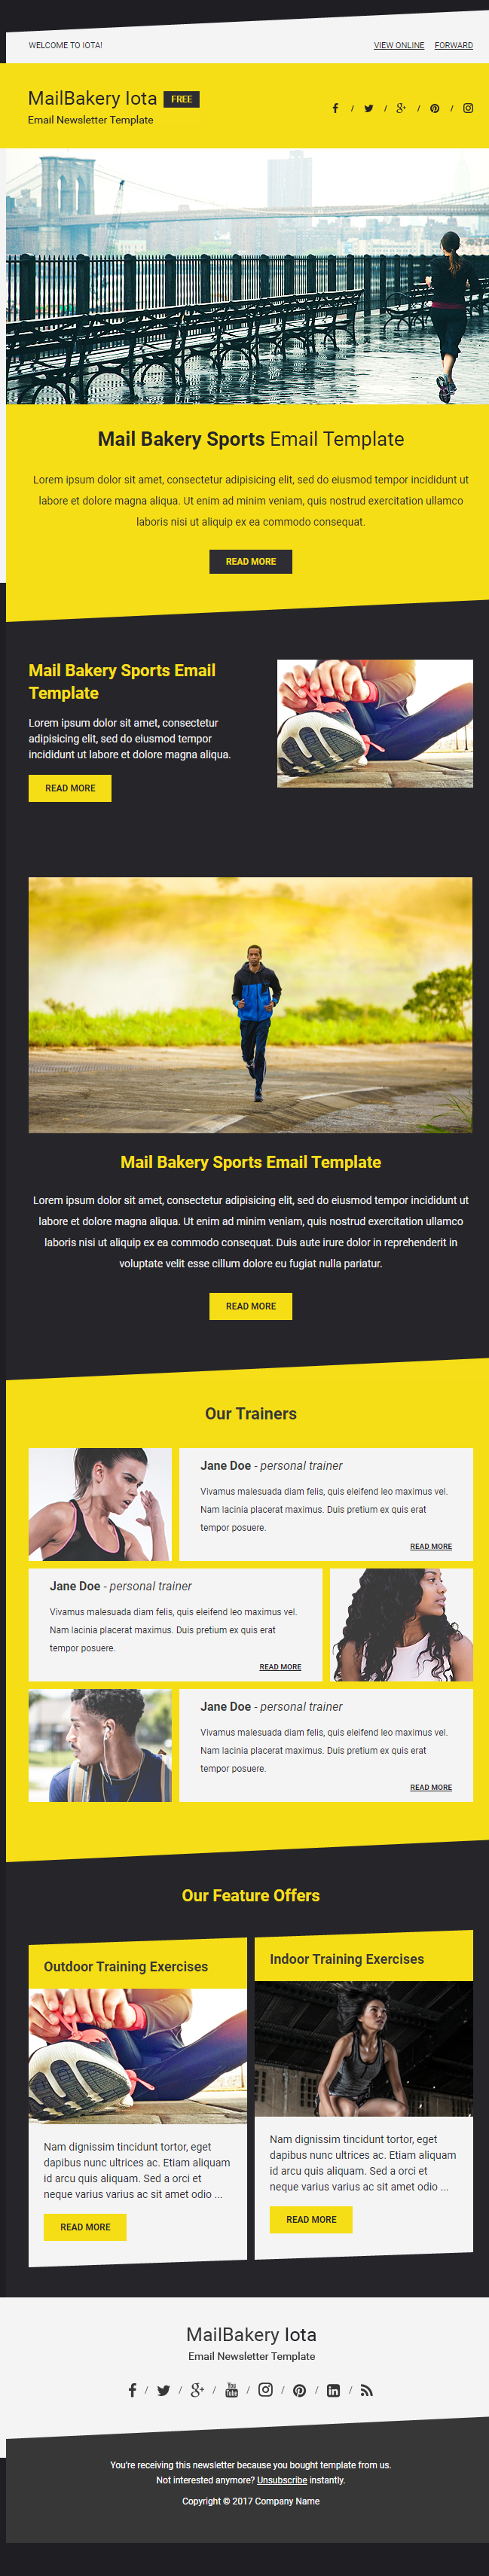 WELCOME TO IOTA!
VIEW ONLINE FORWARD
MailBakery Iota FREE
Email Newsletter Template
/ / / /
Mail Bakery Sports Email Template
Lorem ipsum dolor sit amet, consectetur adipisicing elit, sed do eiusmod tempor incididunt ut
labore et dolore magna aliqua. Ut enim ad minim veniam, quis nostrud exercitation ullamco
laboris nisi ut aliquip ex ea commodo consequat.
READ MORE
Mail Bakery Sports Email
Template
Lorem ipsum dolor sit amet, consectetur
adipisicing elit, sed do eiusmod tempor
incididunt ut labore et dolore magna aliqua.
READ MORE
Mail Bakery Sports Email Template
Lorem ipsum dolor sit amet, consectetur adipisicing elit, sed do eiusmod tempor incididunt ut
labore et dolore magna aliqua. Ut enim ad minim veniam, quis nostrud exercitation ullamco
laboris nisi ut aliquip ex ea commodo consequat. Duis aute irure dolor in reprehenderit in
voluptate velit esse cillum dolore eu fugiat nulla pariatur.
READ MORE
Our Trainers
Jane Doe - personal trainer
Vivamus malesuada diam felis, quis eleifend leo maximus vel.
Nam lacinia placerat maximus. Duis pretium ex quis erat
tempor posuere.
READ MORE
Jane Doe - personal trainer
Vivamus malesuada diam felis, quis eleifend leo maximus vel.
Nam lacinia placerat maximus. Duis pretium ex quis erat
tempor posuere.
READ MORE
Jane Doe - personal trainer
Vivamus malesuada diam felis, quis eleifend leo maximus vel.
Nam lacinia placerat maximus. Duis pretium ex quis erat
tempor posuere.
READ MORE
Our Feature Offers
Outdoor Training Exercises
Nam dignissim tincidunt tortor, eget
dapibus nunc ultrices ac. Etiam aliquam
id arcu quis aliquam. Sed a orci et
neque varius varius ac sit amet odio ...
READ MORE
Indoor Training Exercises
Nam dignissim tincidunt tortor, eget
dapibus nunc ultrices ac. Etiam aliquam
id arcu quis aliquam. Sed a orci et
neque varius varius ac sit amet odio ...
READ MORE
MailBakery Iota
Email Newsletter Template
/ / / You Tube / / / /
You're receiving this newsletter because you bought template from us.
Not interested anymore? Unsubscribe instantly.
Copyright © 2017 Company Name